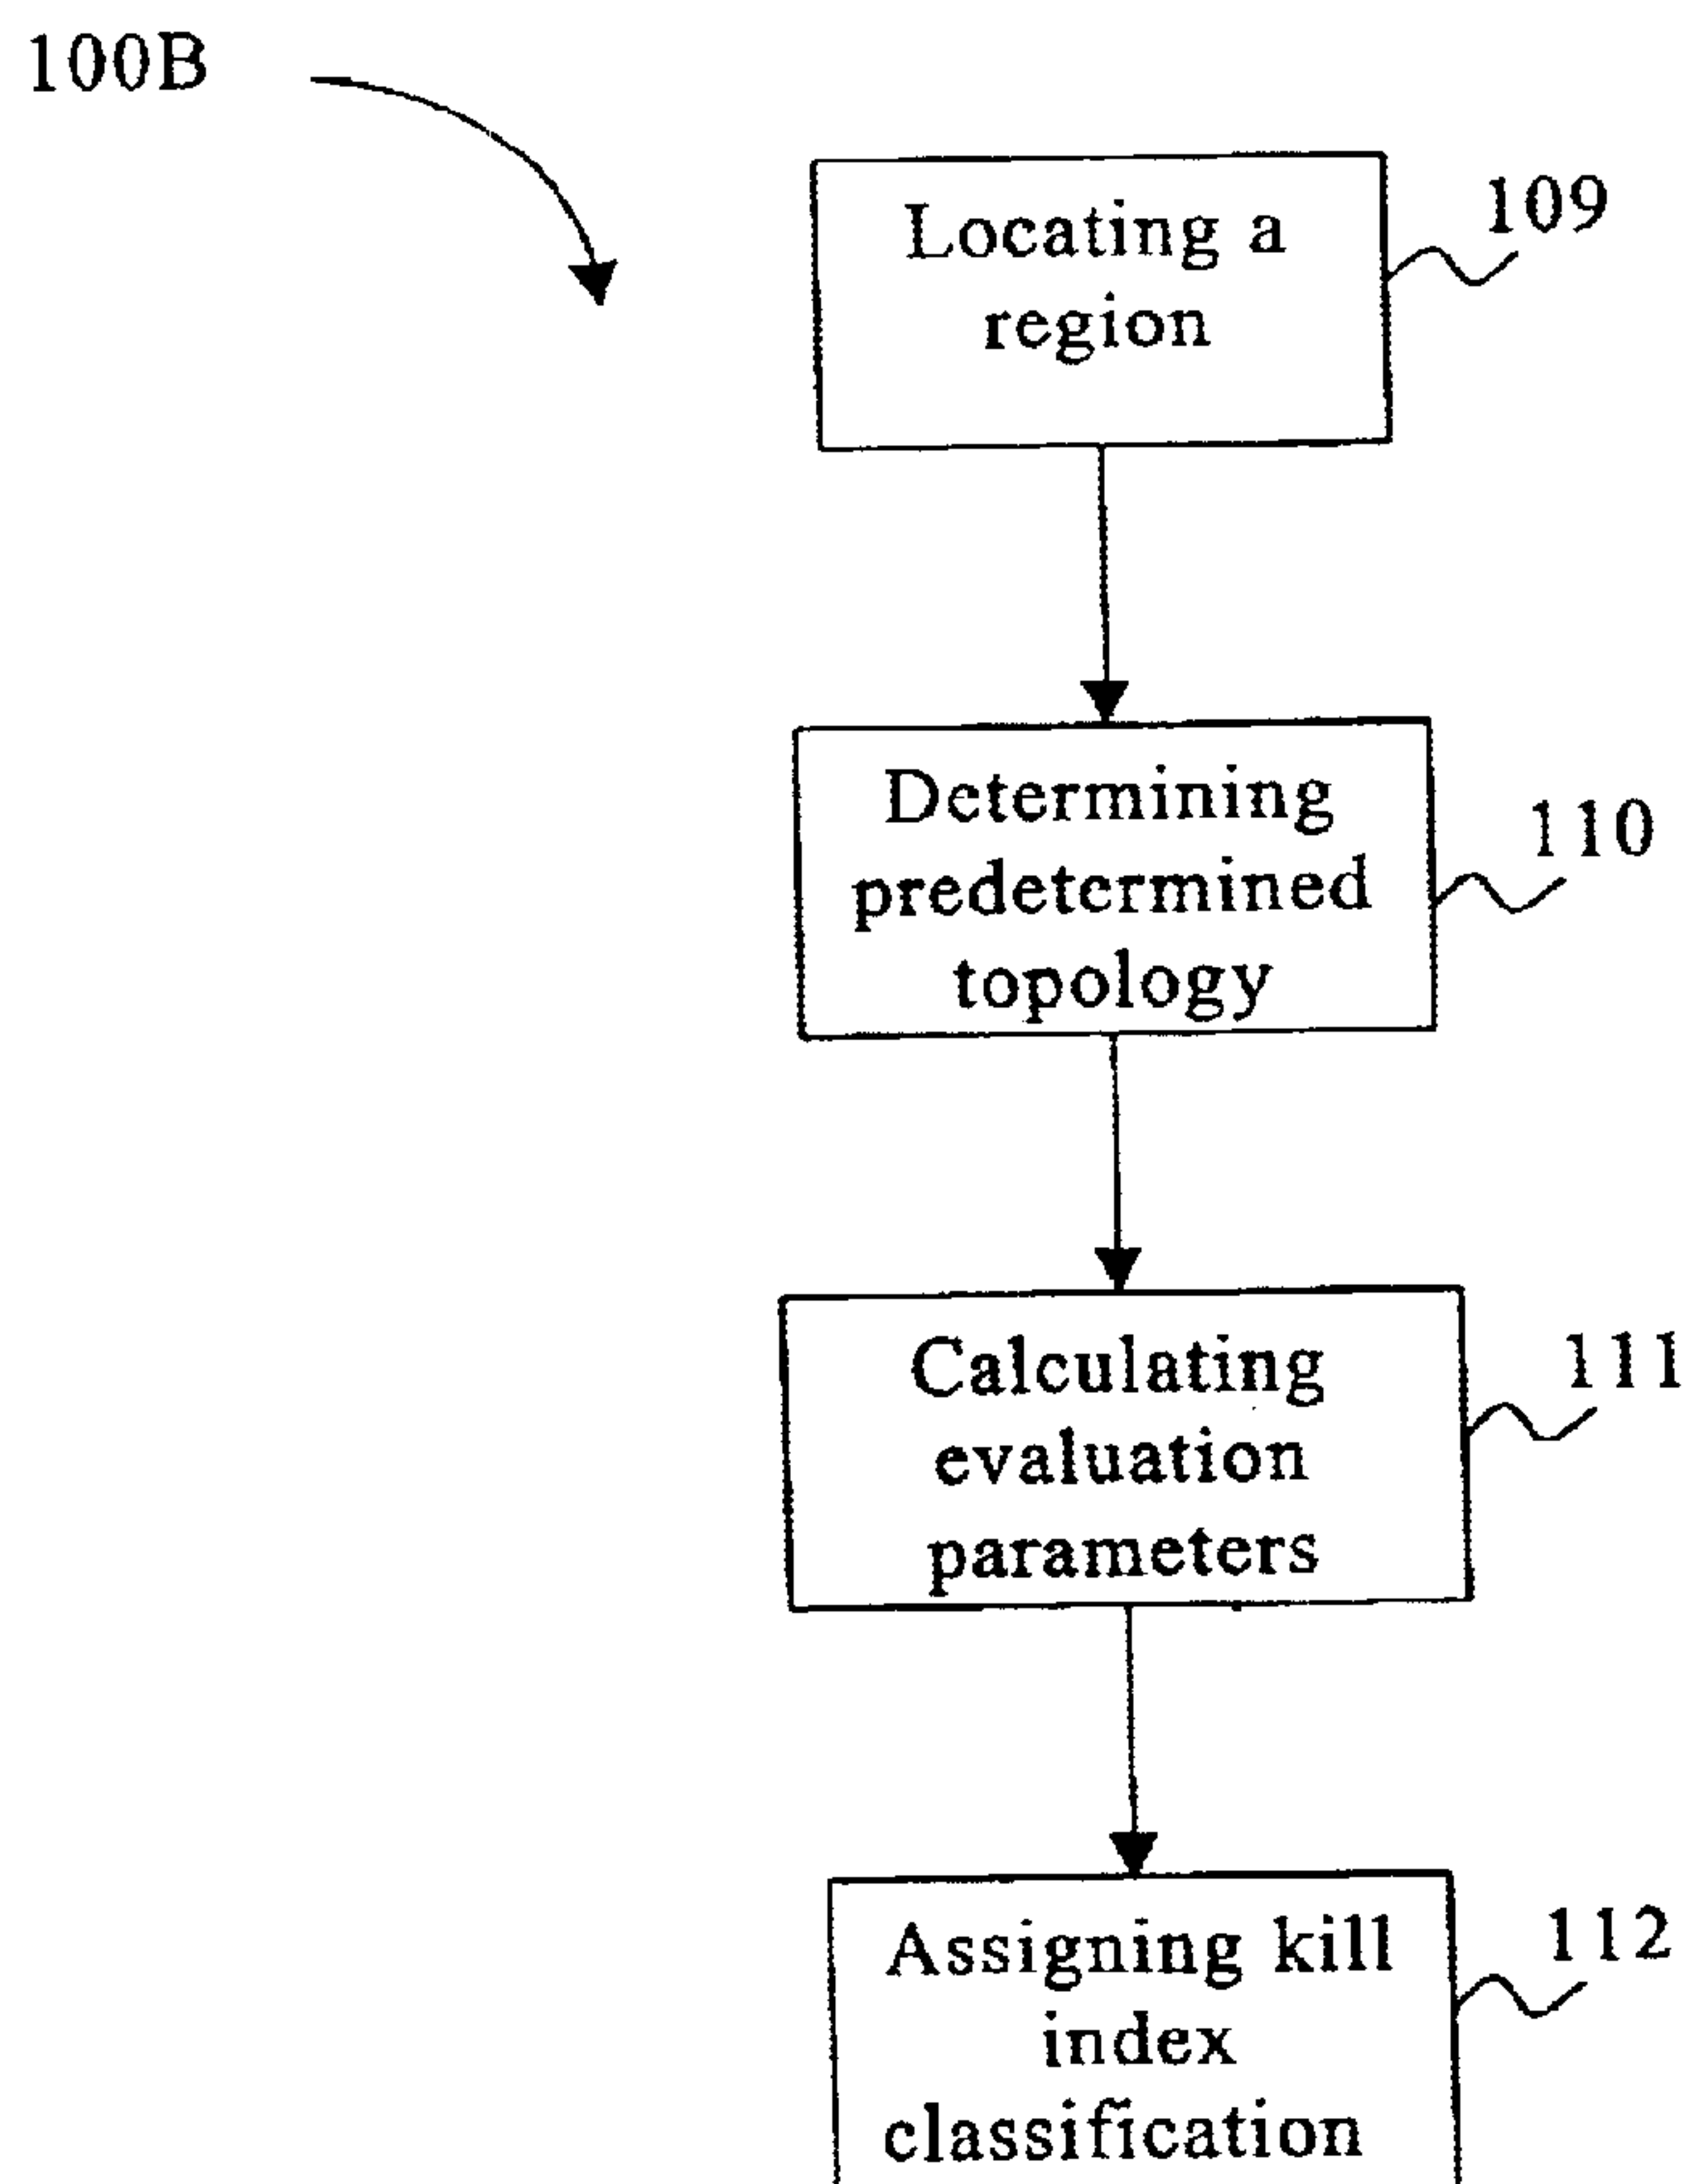 100B
Locating a
region
109
Determining
predetermined
topology
110
Calculating
evaluation
parameters
111
Assigning kill
index
classification
112